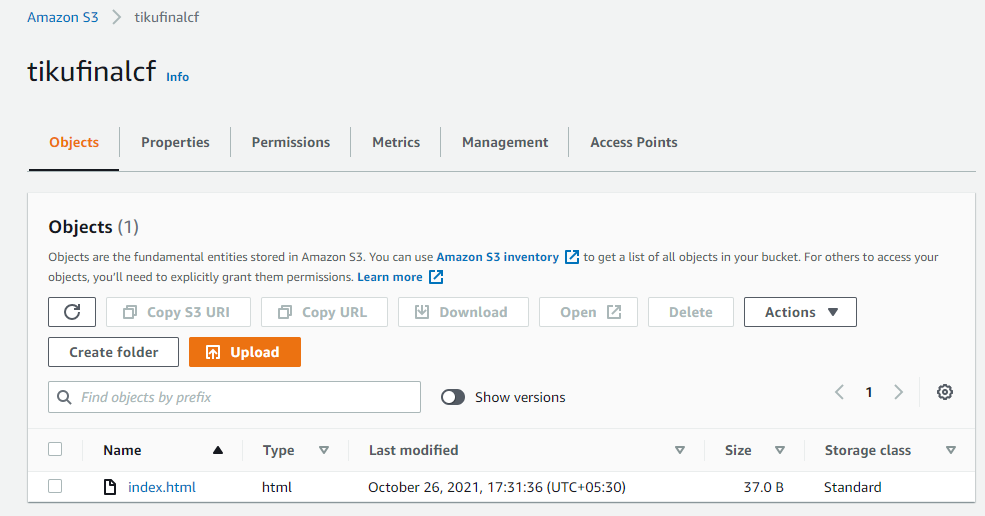 Amazon S3 > tikufinalcf
tikufinalcf Info
Objects Properties Permissions Metrics Management Access Points
Objects (1)
Objects are the fundamental entities stored in Amazon S3. You can use Amazon S3 inventory to get a list of all objects in your bucket. For others to access your
objects, you'll need to explicitly grant them permissions. Learn more
Copy S3 URI Copy URL Download Open Delete Actions
Create folder Upload
Find objects by prefix Show versions 1
Name Type Last modified Size Storage class
index.html html October 26, 2021, 17:31:36 (UTC+05:30) 37.0 B Standard